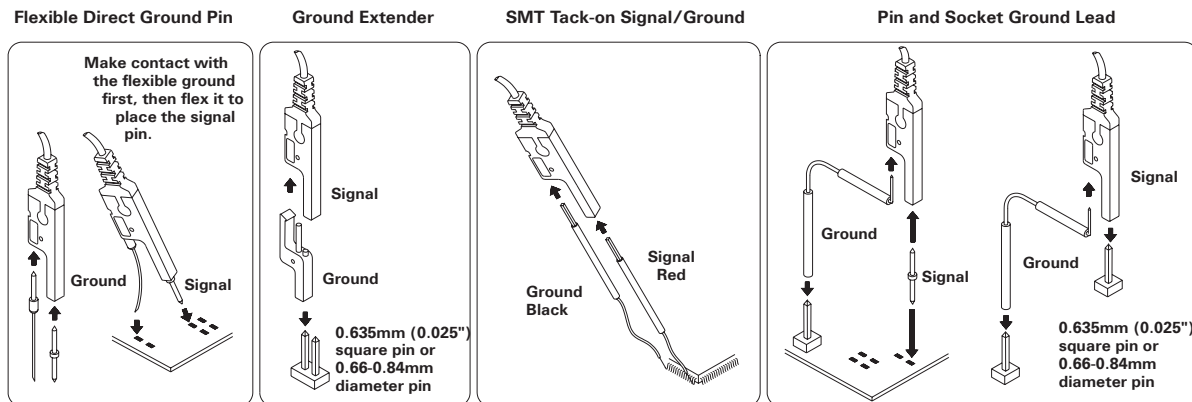 Flexible Direct Ground Pin
Make contact with
the flexible ground
first, then flex it to
place the signal
pin.
Ground
Signal
Ground Extender
Signal
Ground
0.635mm (0.025")
square pin or
0.66-0.84mm
diameter pin
SMT Tack-on Signal/Ground
Signal
Red
Ground
Black
Pin and Socket Ground Lead
Ground
Signal
Ground
0.635mm (0.025")
square pin or
0.66-0.84mm
diameter pin